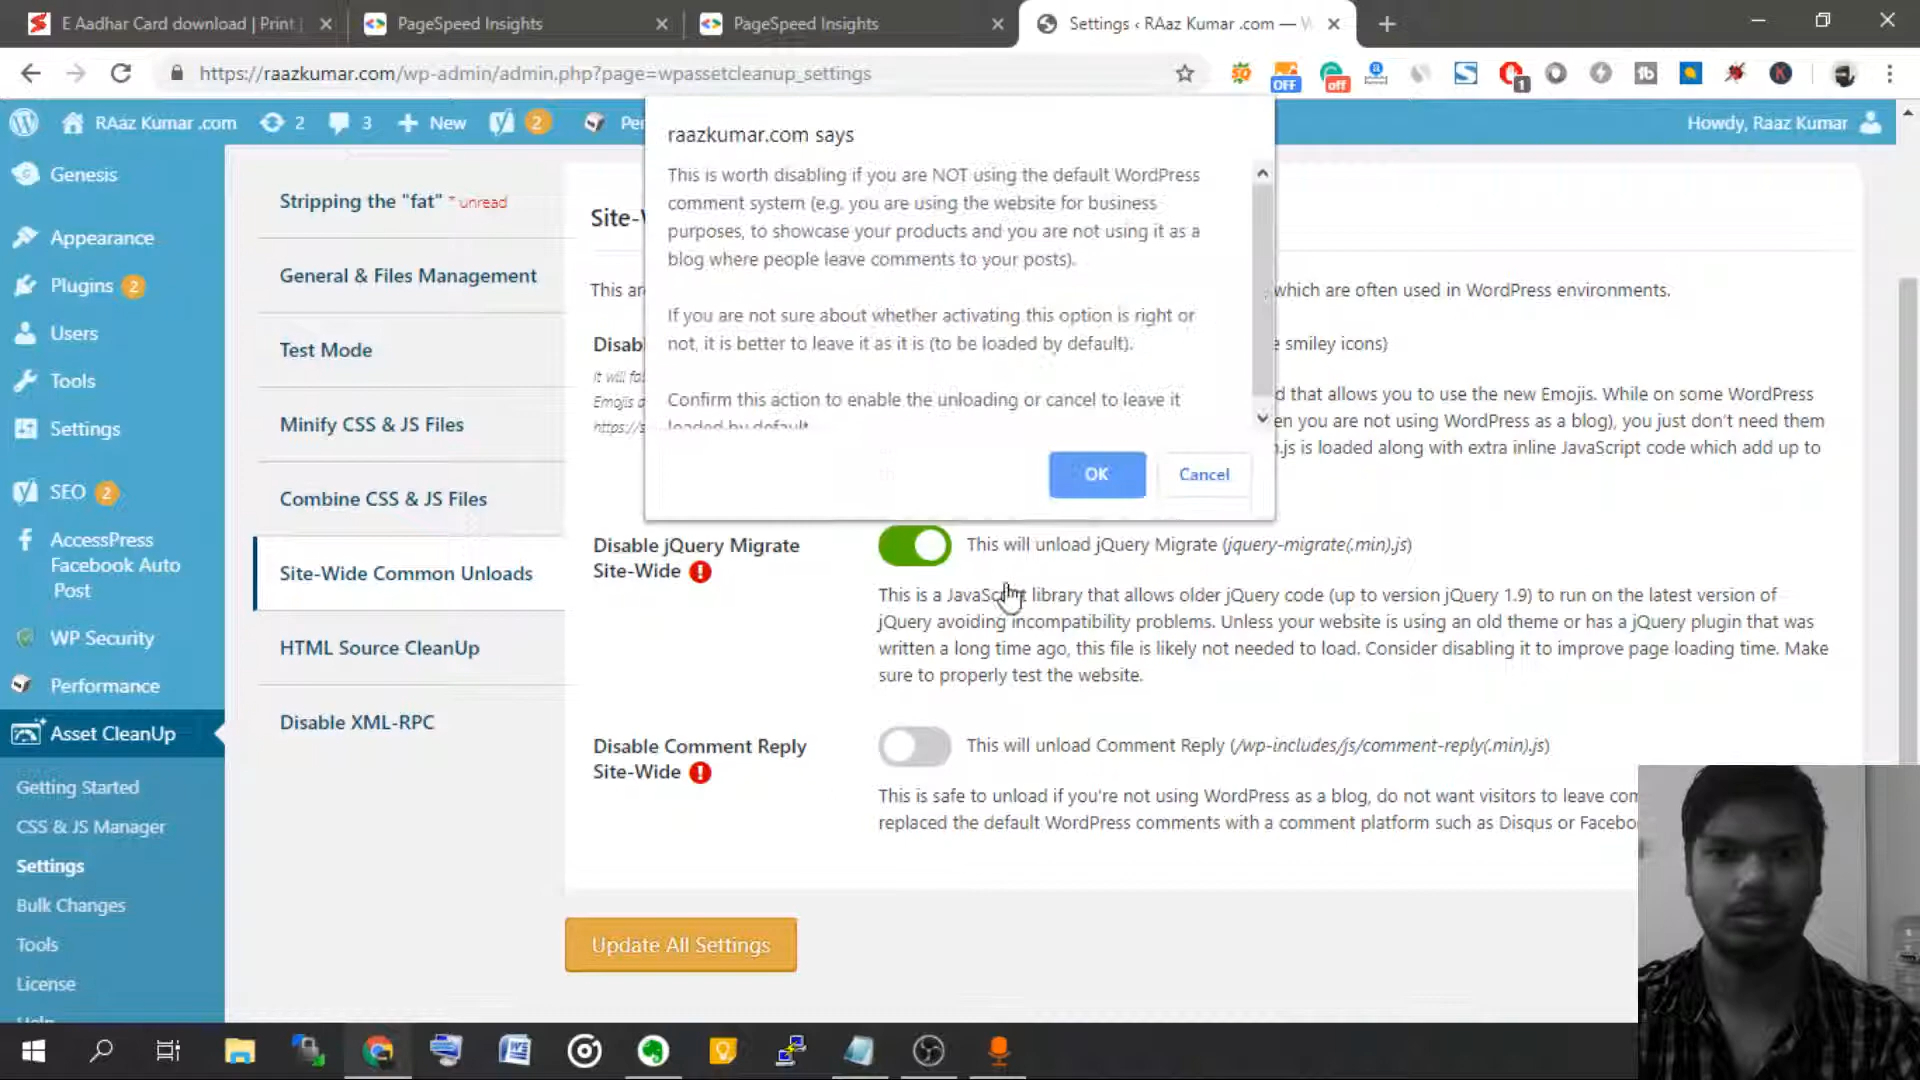 E Aadhar Card download | Print
PageSpeed Insights
PageSpeed Insights
Settings ‹ RAaz Kumar .com —
https://raazkumar.com/wp-admin/admin.php?page=wpassetcleanup_settings
OFF
off
1
RAaz Kumar .com
2
3
New
2
Howdy, Raaz Kumar
raazkumar.com says
This is worth disabling if you are NOT using the default WordPress
comment system (e.g. you are using the website for business
purposes, to showcase your products and you are not using it as a
blog where people leave comments to your posts).
If you are not sure about whether activating this option is right or
not, it is better to leave it as it is (to be loaded by default).
Confirm this action to enable the unloading or cancel to leave it
loaded by default.
OK
Cancel
Genesis
Appearance
Plugins 2
Users
Tools
Settings
SEO 2
AccessPress
Facebook Auto
Post
WP Security
Performance
Asset CleanUp
Getting Started
CSS & JS Manager
Settings
Bulk Changes
Tools
License
Help
Stripping the "fat" * unread
General & Files Management
Test Mode
Minify CSS & JS Files
Combine CSS & JS Files
Site-Wide Common Unloads
HTML Source CleanUp
Disable XML-RPC
This are which are often used in WordPress environments.
smiley icons)
Emojis
that allows you to use the new Emojis. While on some WordPress
you are not using WordPress as a blog), you just don't need them
.js is loaded along with extra inline JavaScript code which add up to
Disable jQuery Migrate
Site-Wide
This will unload jQuery Migrate (jquery-migrate(.min).js)
This is a JavaScript library that allows older jQuery code (up to version jQuery 1.9) to run on the latest version of
jQuery avoiding incompatibility problems. Unless your website is using an old theme or has a jQuery plugin that was
written a long time ago, this file is likely not needed to load. Consider disabling it to improve page loading time. Make
sure to properly test the website.
Disable Comment Reply
Site-Wide
This will unload Comment Reply (/wp-includes/js/comment-reply(.min).js)
This is safe to unload if you're not using WordPress as a blog, do not want visitors to leave
replaced the default WordPress comments with a comment platform such as Disqus or
Update All Settings